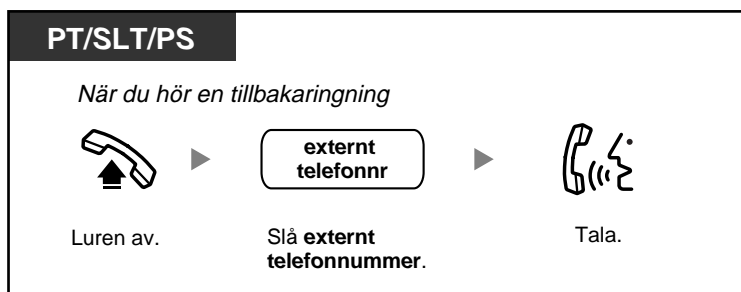 PT/SLT/PS
När du hör en tillbakaringning
externt
telefonnr
Luren av.
Slå externt
telefonnummer.
Tala.